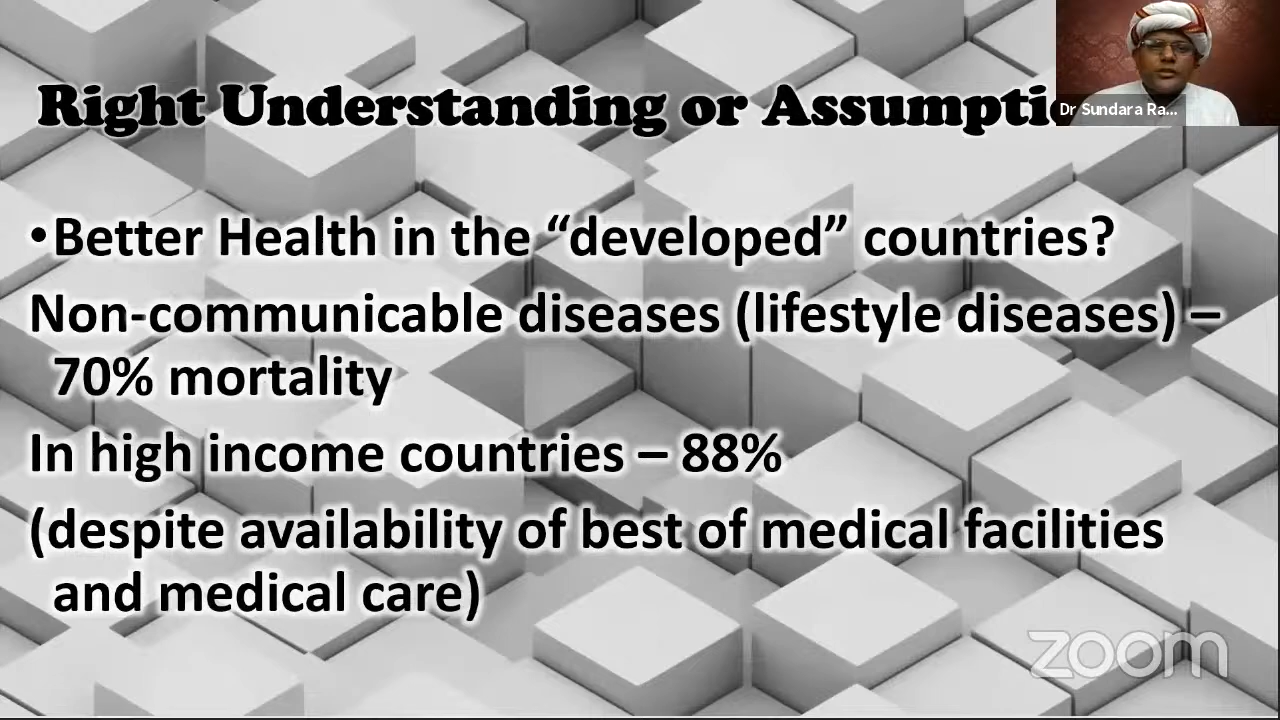 Right Understanding or Assumpti
Dr Sundara Ra...
•Better Health in the “developed” countries?
Non-communicable diseases (lifestyle diseases) –
70% mortality
In high income countries – 88%
(despite availability of best of medical facilities
and medical care)
zoom